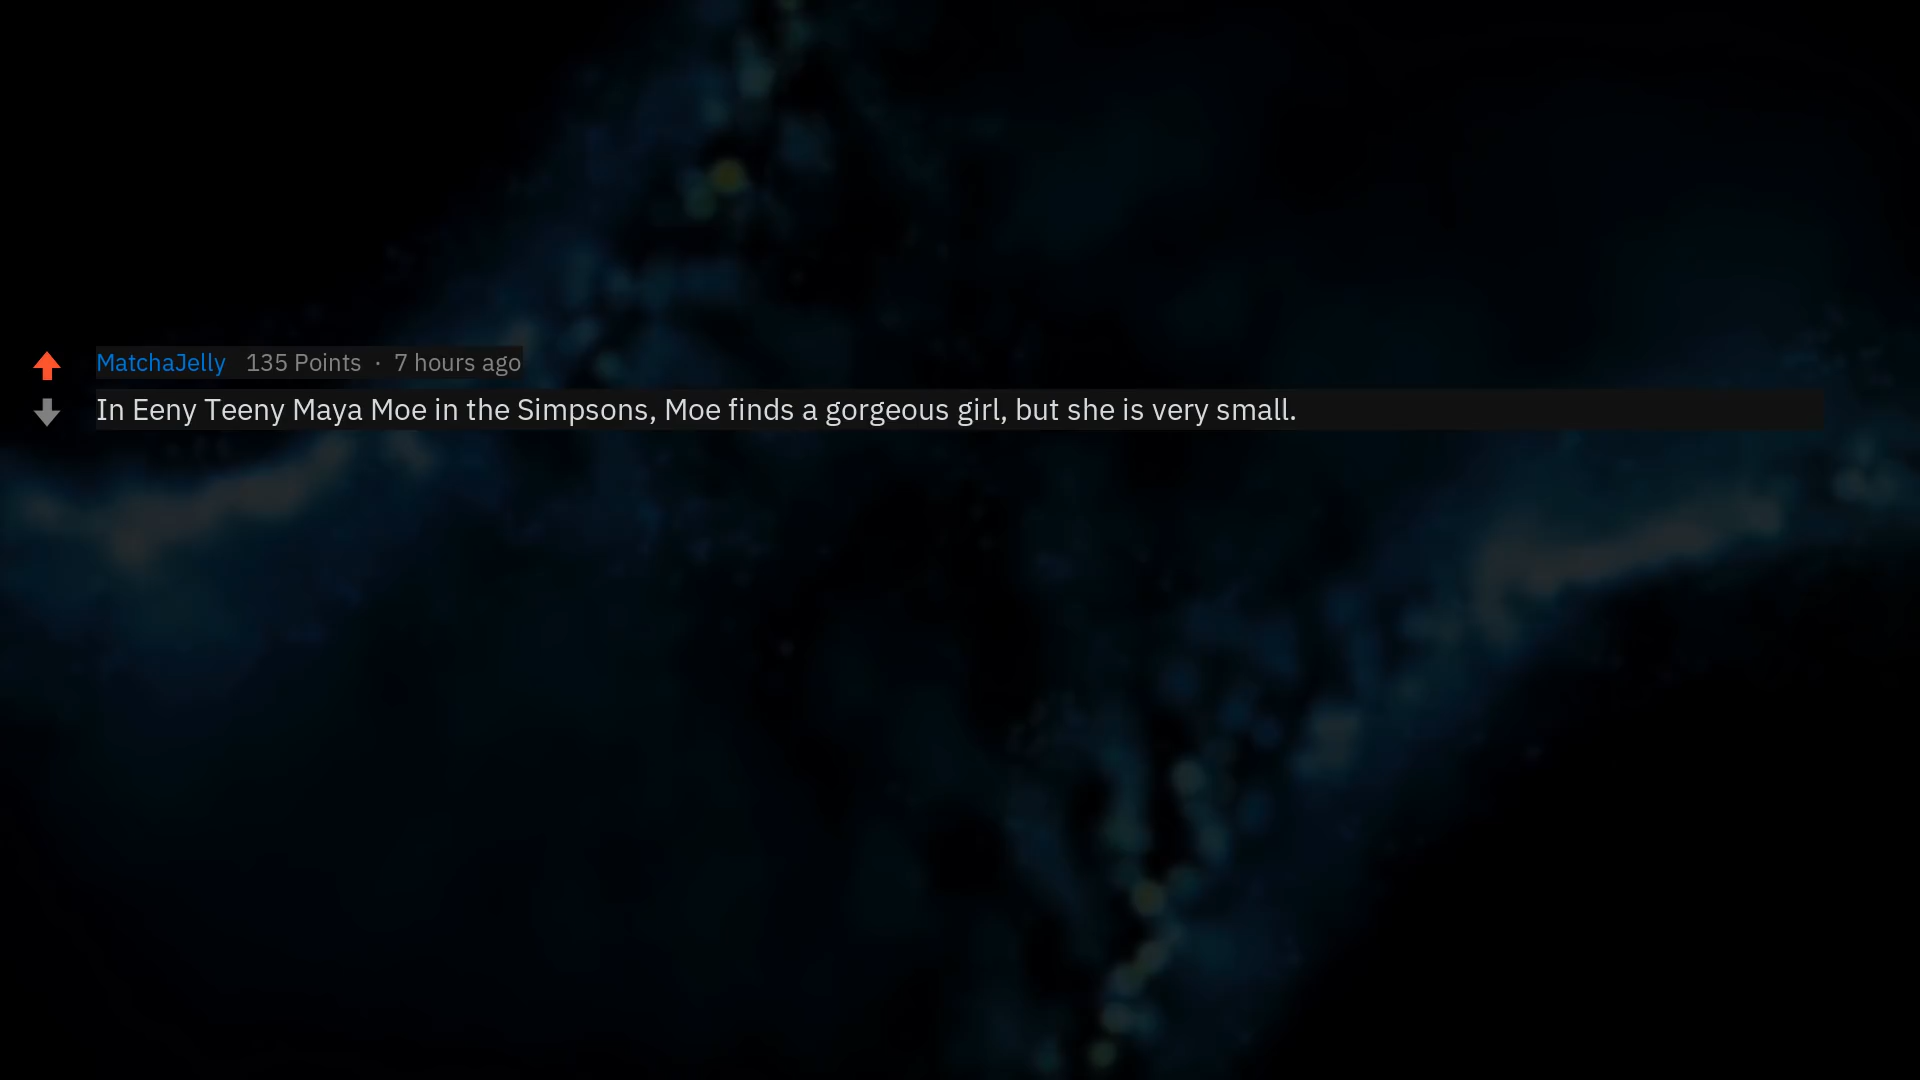 MatchaJelly 135 Points · 7 hours ago
In Eeny Teeny Maya Moe in the Simpsons, Moe finds a gorgeous girl, but she is very small.